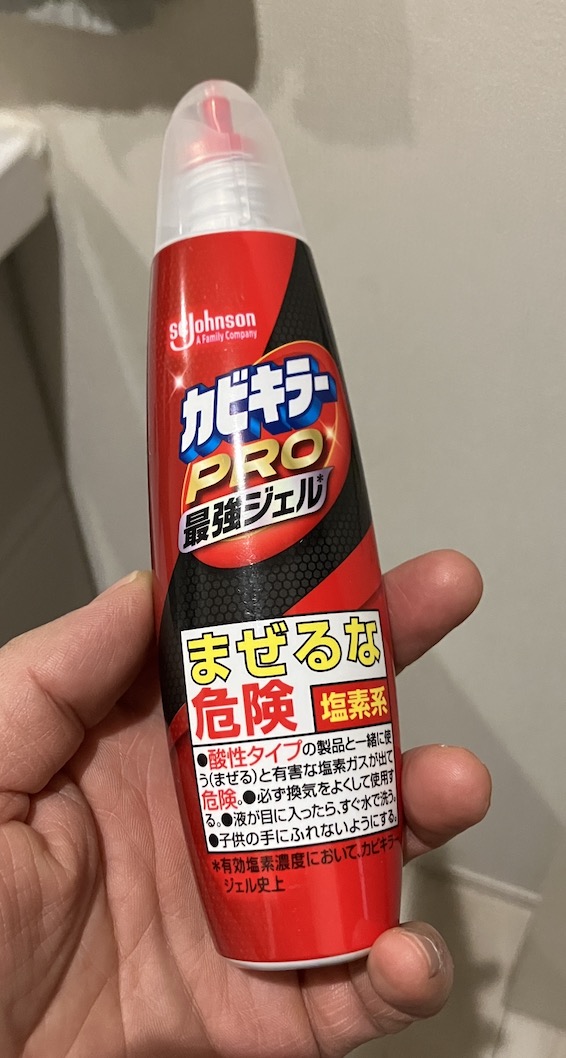 SC Johnson
A Family Company
カビキラー
PRO
最強ジェル*
まぜるな
危険 塩素系
●酸性タイプの製品と一緒に使
う(まぜる)と有害な塩素ガスが出て
危険。●必ず換気をよくして使用す
る。●液が目に入ったら、すぐ水で洗う。
●子供の手にふれないようにする。
*有効塩素濃度において、カビキラー
ジェル史上